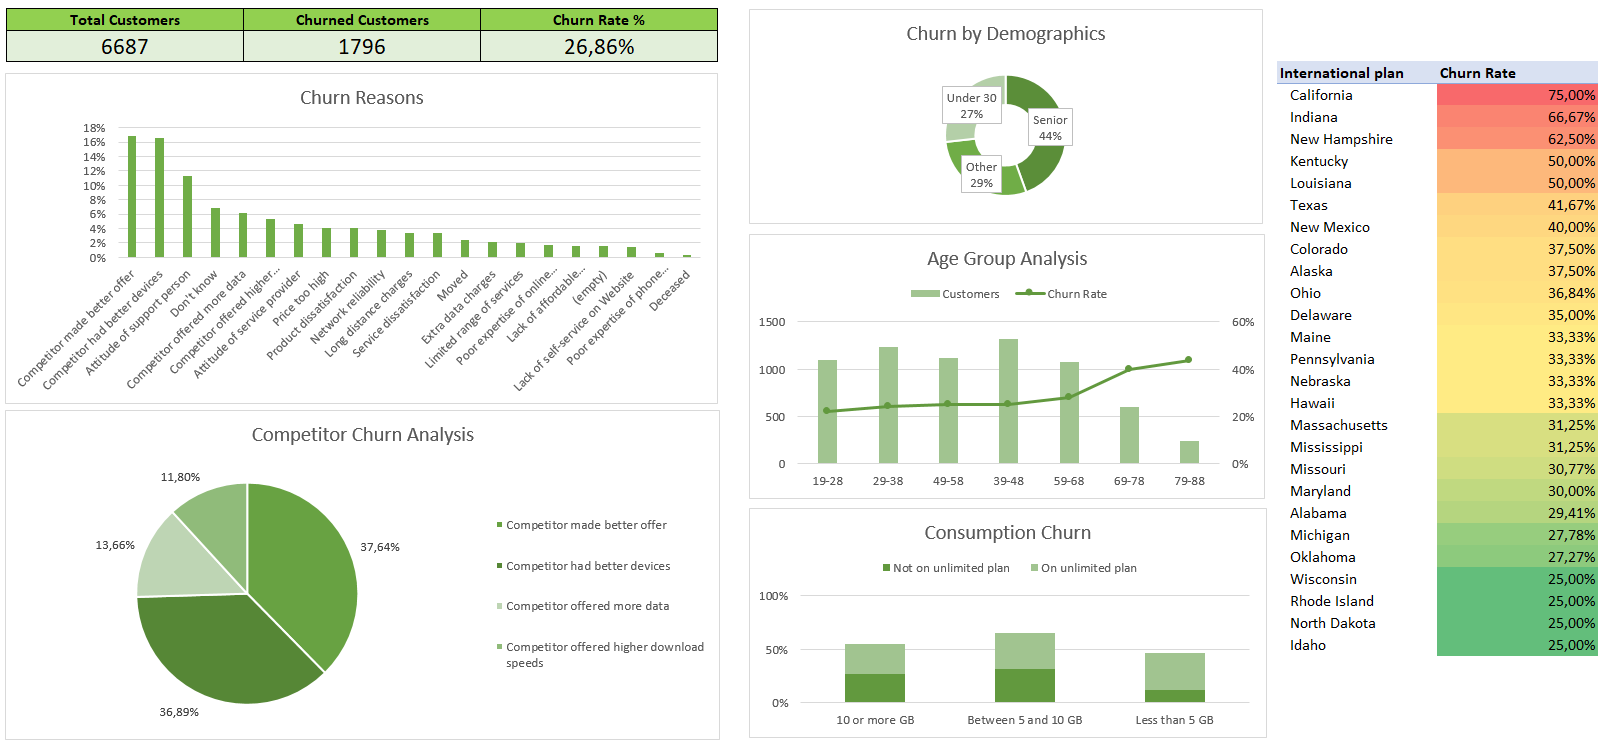 Total Customers Churned Customers Churn Rate %
6687 1796 26,86%
Churn Reasons
18%
16%
14%
12%
10%
8%
6%
4%
2%
0%
Competitor made better offer
Competitor had better devices
Attitude of support person
Don't know
Competitor offered more data
Competitor offered higher...
Attitude of service provider
Price too high
Product dissatisfaction
Network reliability
Long distance charges
Service dissatisfaction
Moved
Extra data charges
Limited range of services
Poor expertise of online...
Lack of affordable...
(empty)
Lack of self-service on Website
Poor expertise of phone...
Deceased
Competitor Churn Analysis
11,80%
13,66%
37,64%
36,89%
Competitor made better offer
Competitor had better devices
Competitor offered more data
Competitor offered higher download
speeds
Churn by Demographics
Under 30
27%
Senior
44%
Other
29%
Age Group Analysis
Customers Churn Rate
1500 60%
1000 40%
500 20%
0 0%
19-28 29-38 49-58 39-48 59-68 69-78 79-88
Consumption Churn
Not on unlimited plan On unlimited plan
100%
50%
0%
10 or more GB Between 5 and 10 GB Less than 5 GB
International plan Churn Rate
California 75,00%
Indiana 66,67%
New Hampshire 62,50%
Kentucky 50,00%
Louisiana 50,00%
Texas 41,67%
New Mexico 40,00%
Colorado 37,50%
Alaska 37,50%
Ohio 36,84%
Delaware 35,00%
Maine 33,33%
Pennsylvania 33,33%
Nebraska 33,33%
Hawaii 33,33%
Massachusetts 31,25%
Mississippi 31,25%
Missouri 30,77%
Maryland 30,00%
Alabama 29,41%
Michigan 27,78%
Oklahoma 27,27%
Wisconsin 25,00%
Rhode Island 25,00%
North Dakota 25,00%
Idaho 25,00%